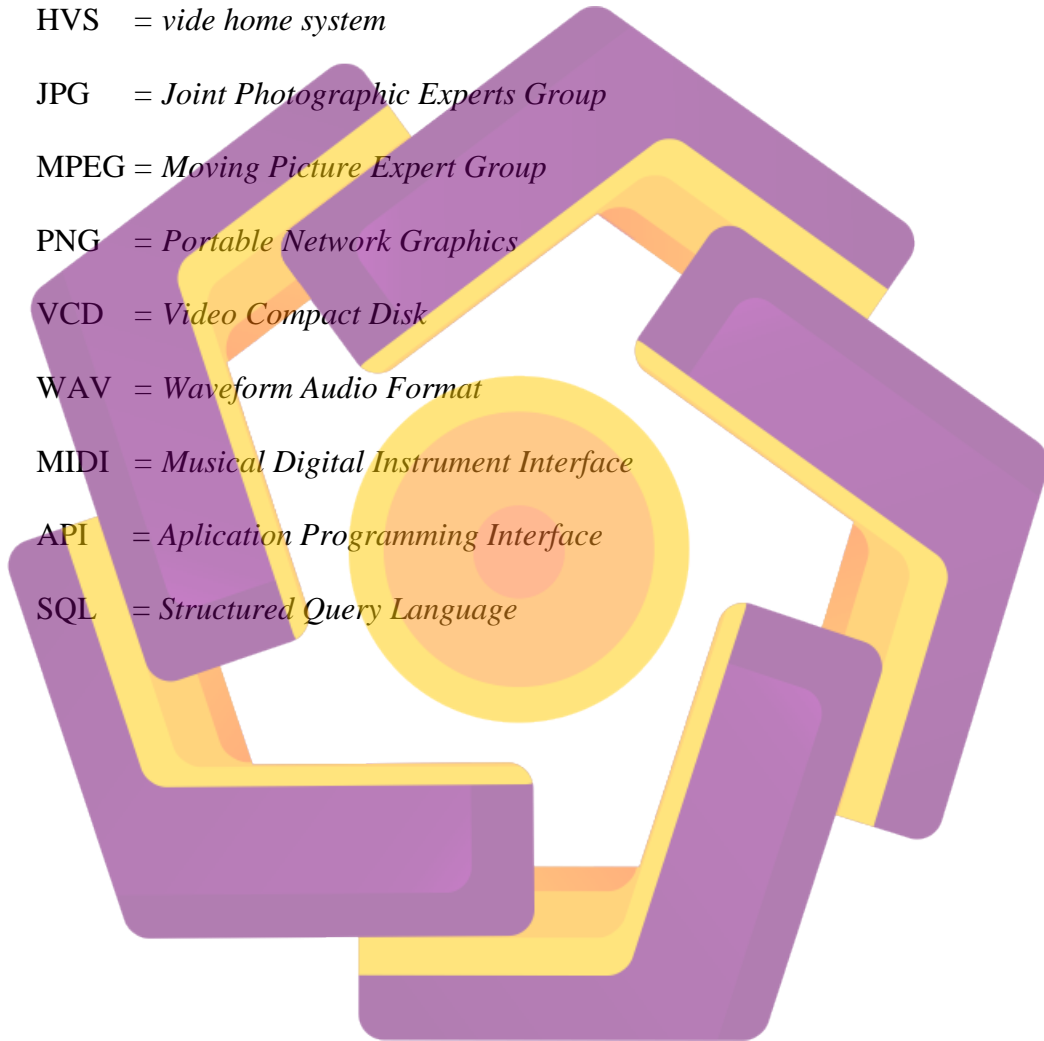 HVS = vide home system
JPG = Joint Photographic Experts Group
MPEG = Moving Picture Expert Group
PNG = Portable Network Graphics
VCD = Video Compact Disk
WAV = Waveform Audio Format
MIDI = Musical Digital Instrument Interface
API = Aplication Programming Interface
SQL = Structured Query Language